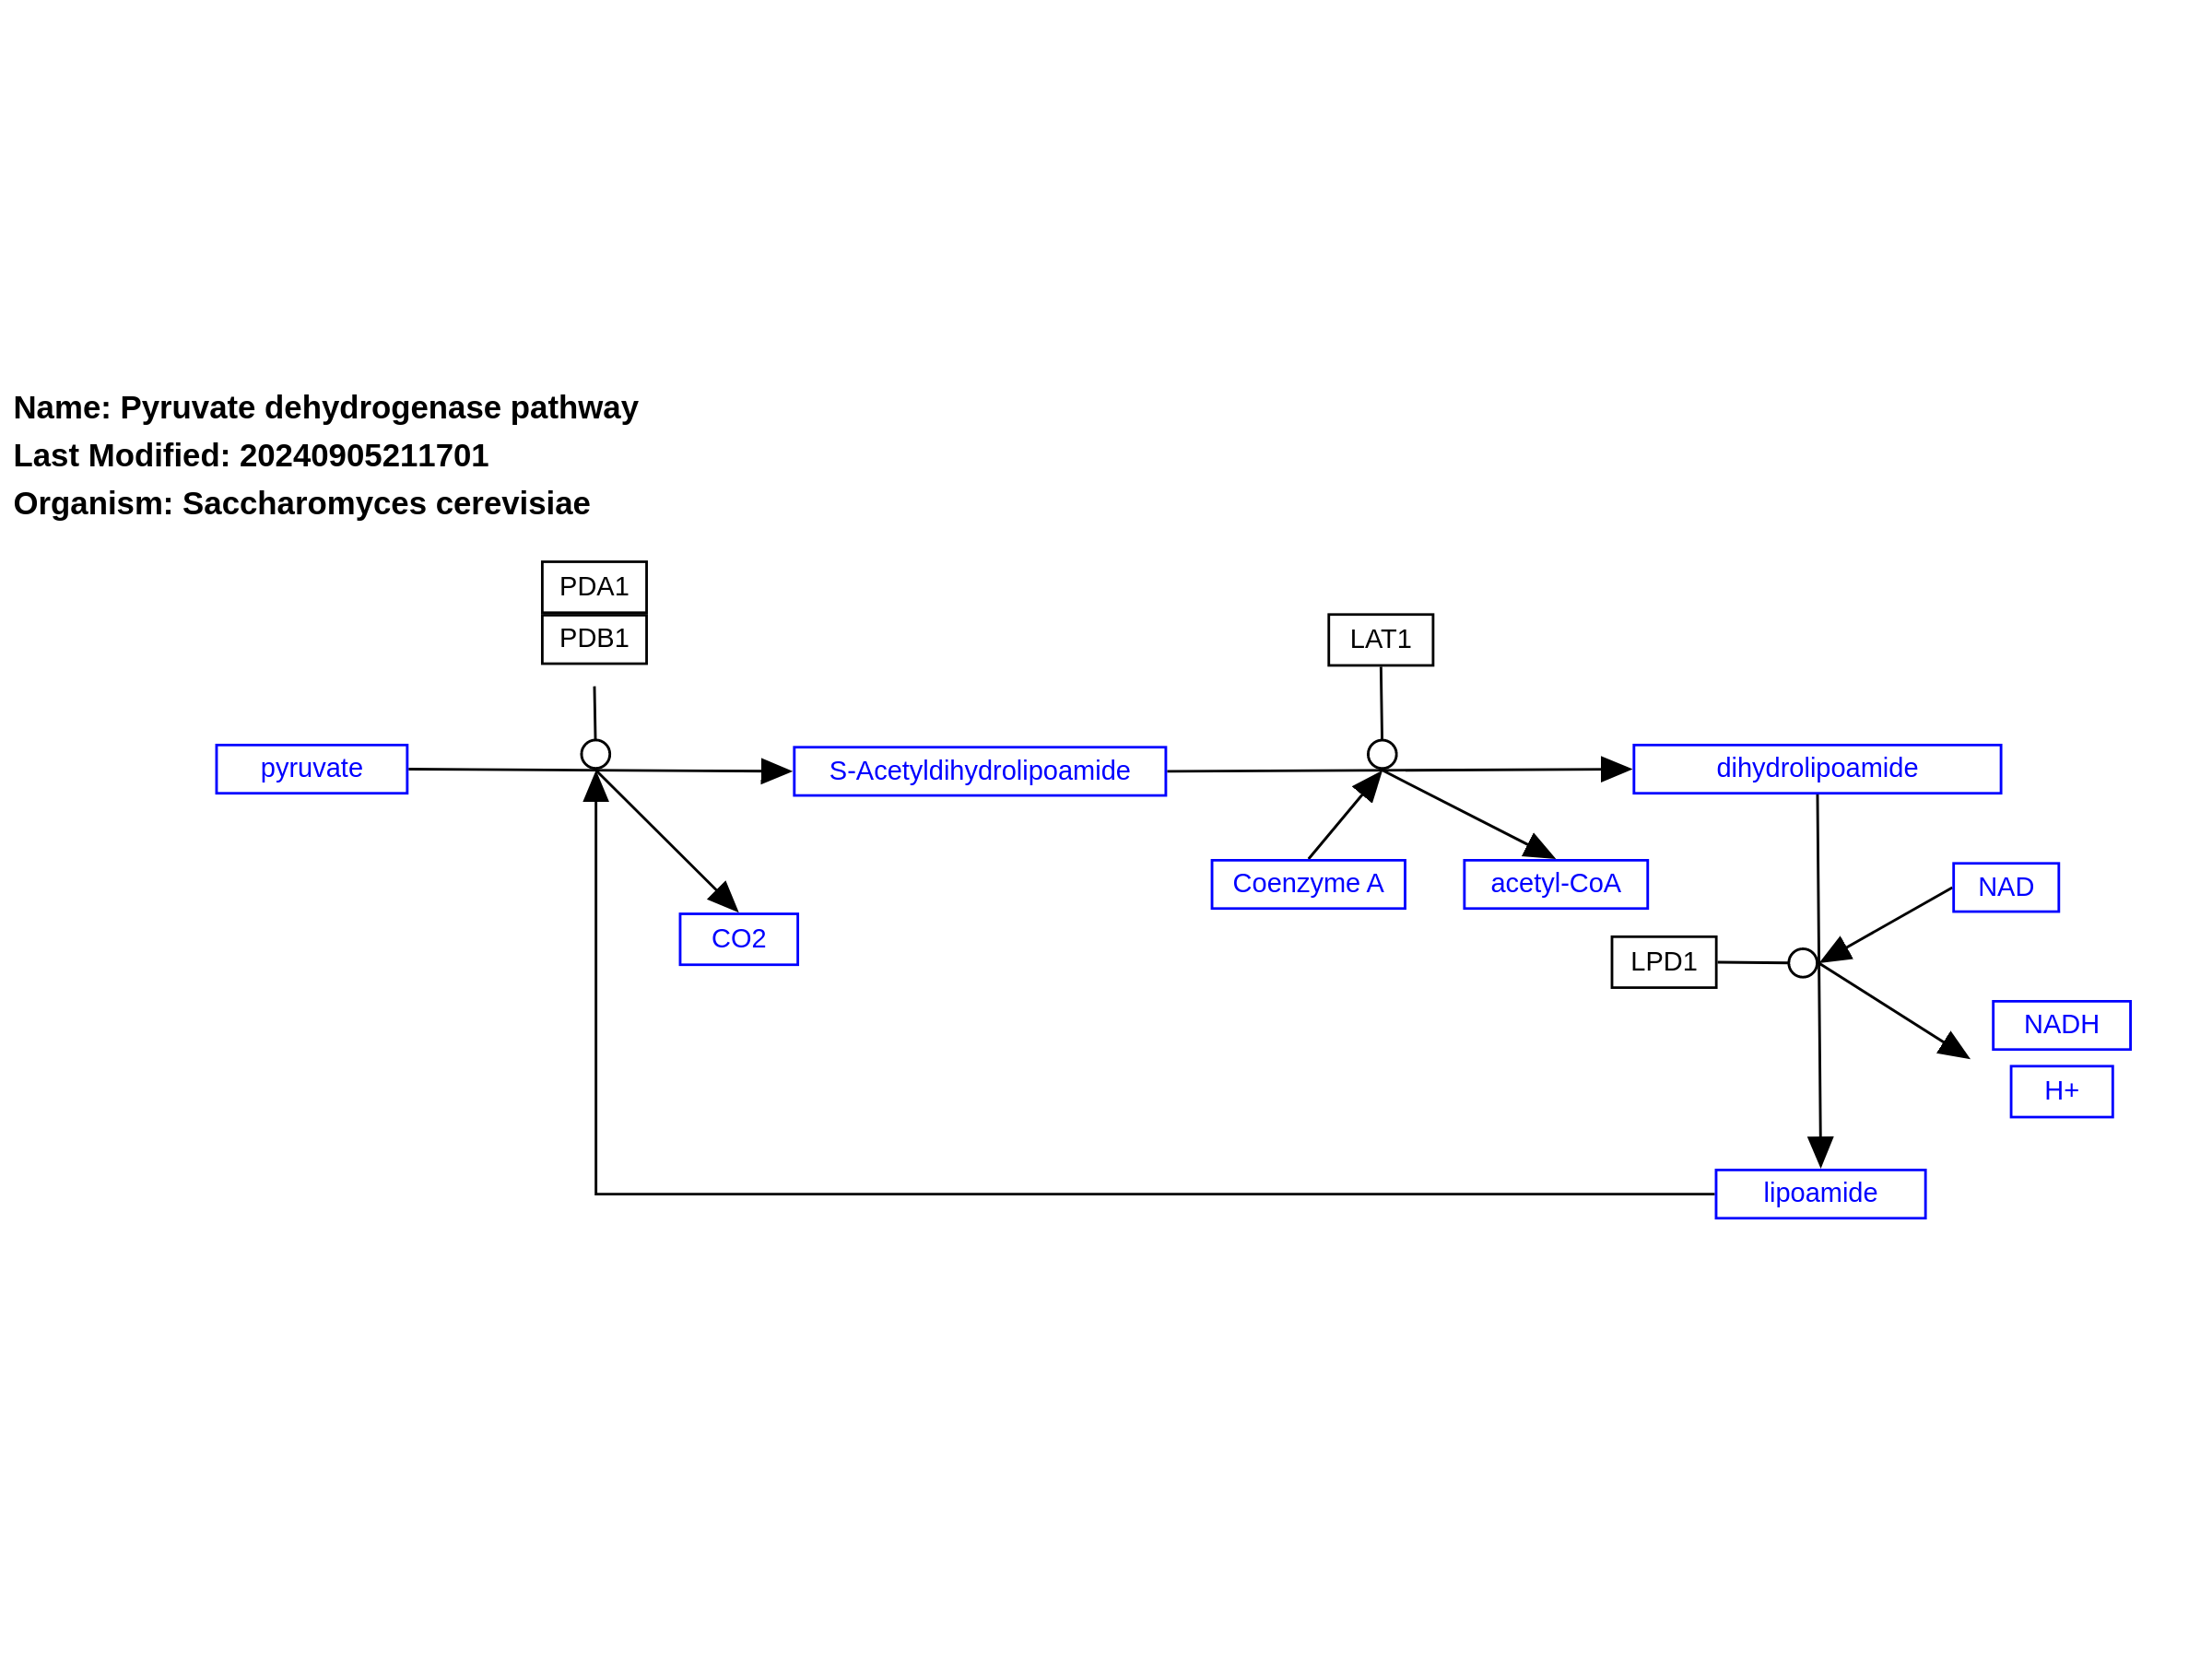 Name: Pyruvate dehydrogenase pathway
Last Modified: 20240905211701
Organism: Saccharomyces cerevisiae
PDA1
PDB1
LAT1
pyruvate
S-Acetyldihydrolipoamide
dihydrolipoamide
Coenzyme A
acetyl-CoA
NAD
CO2
LPD1
NADH
H+
lipoamide